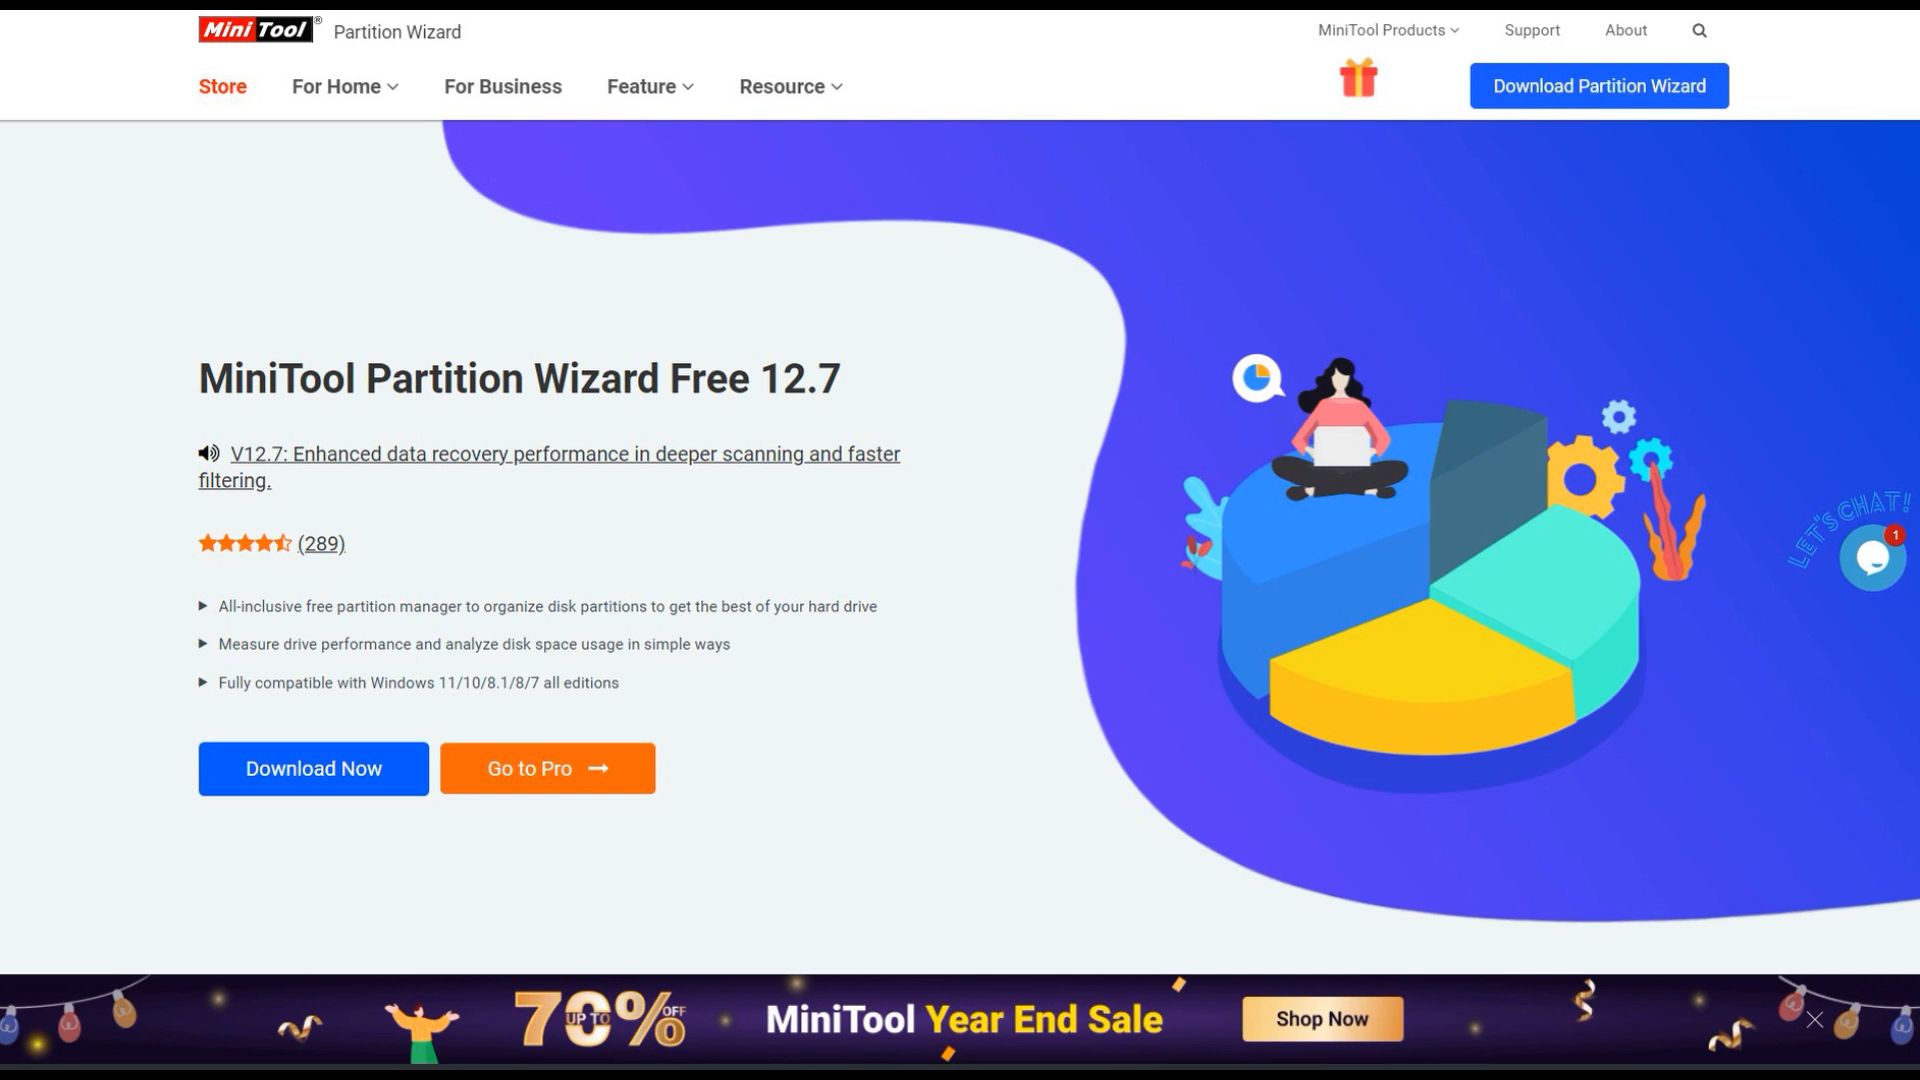 MiniTool® Partition Wizard
MiniTool Products
Support
About
Store
For Home
For Business
Feature
Resource
Download Partition Wizard
MiniTool Partition Wizard Free 12.7
V12.7: Enhanced data recovery performance in deeper scanning and faster
filtering.
(289)
All-inclusive free partition manager to organize disk partitions to get the best of your hard drive
Measure drive performance and analyze disk space usage in simple ways
Fully compatible with Windows 11/10/8.1/8/7 all editions
Download Now
Go to Pro
LET'S CHAT!
1
UP TO 70% OFF
MiniTool Year End Sale
Shop Now